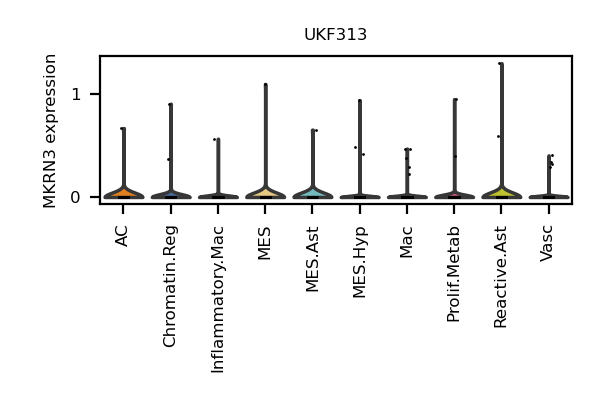 UKF313
MKRN3 expression
1
0
AC
Chromatin.Reg
Inflammatory.Mac
MES
MES.Ast
MES.Hyp
Mac
Prolif.Metab
Reactive.Ast
Vasc